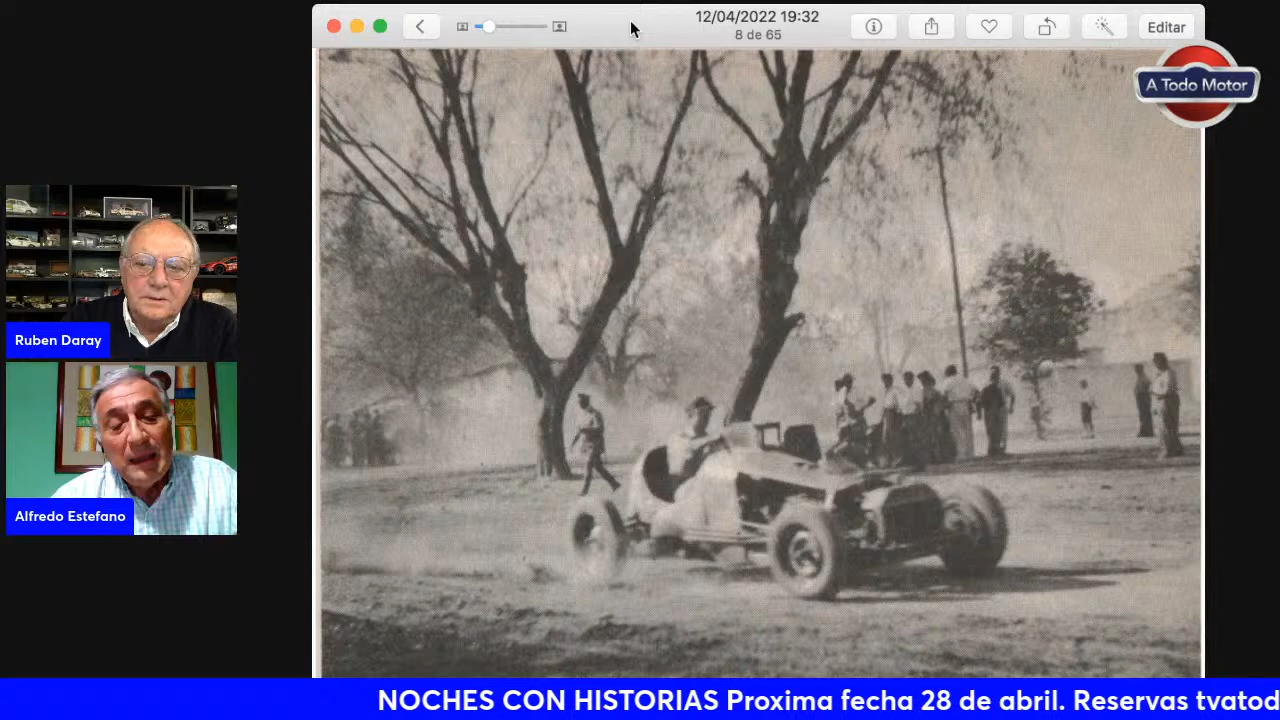 12/04/2022 19:32
8 de 65
Editar
A Todo Motor
Ruben Daray
Alfredo Estefano
NOCHES CON HISTORIAS Proxima fecha 28 de abril. Reservas tvatod